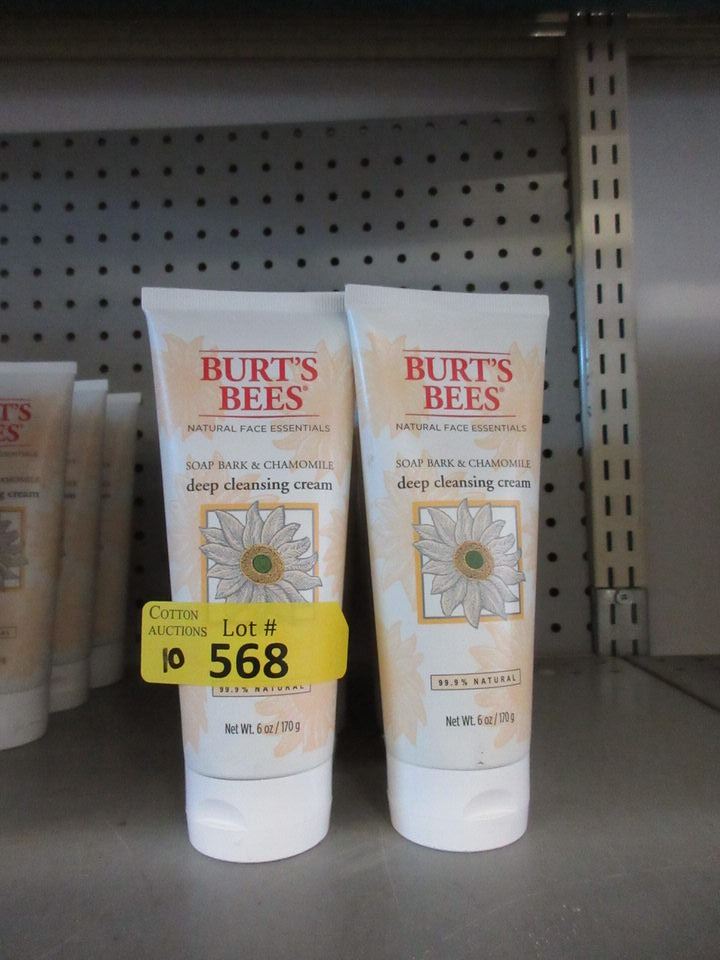 BURT'S
BEES®
NATURAL FACE ESSENTIALS
SOAP BARK & CHAMOMILE
deep cleansing cream
COTTON
AUCTIONS
Lot #
10
568
99.9% NATURAL
Net Wt. 6 oz / 170 g
BURT'S
BEES®
NATURAL FACE ESSENTIALS
SOAP BARK & CHAMOMILE
deep cleansing cream
99.9% NATURAL
Net Wt. 6 oz / 170 g
T'S
ES
cream